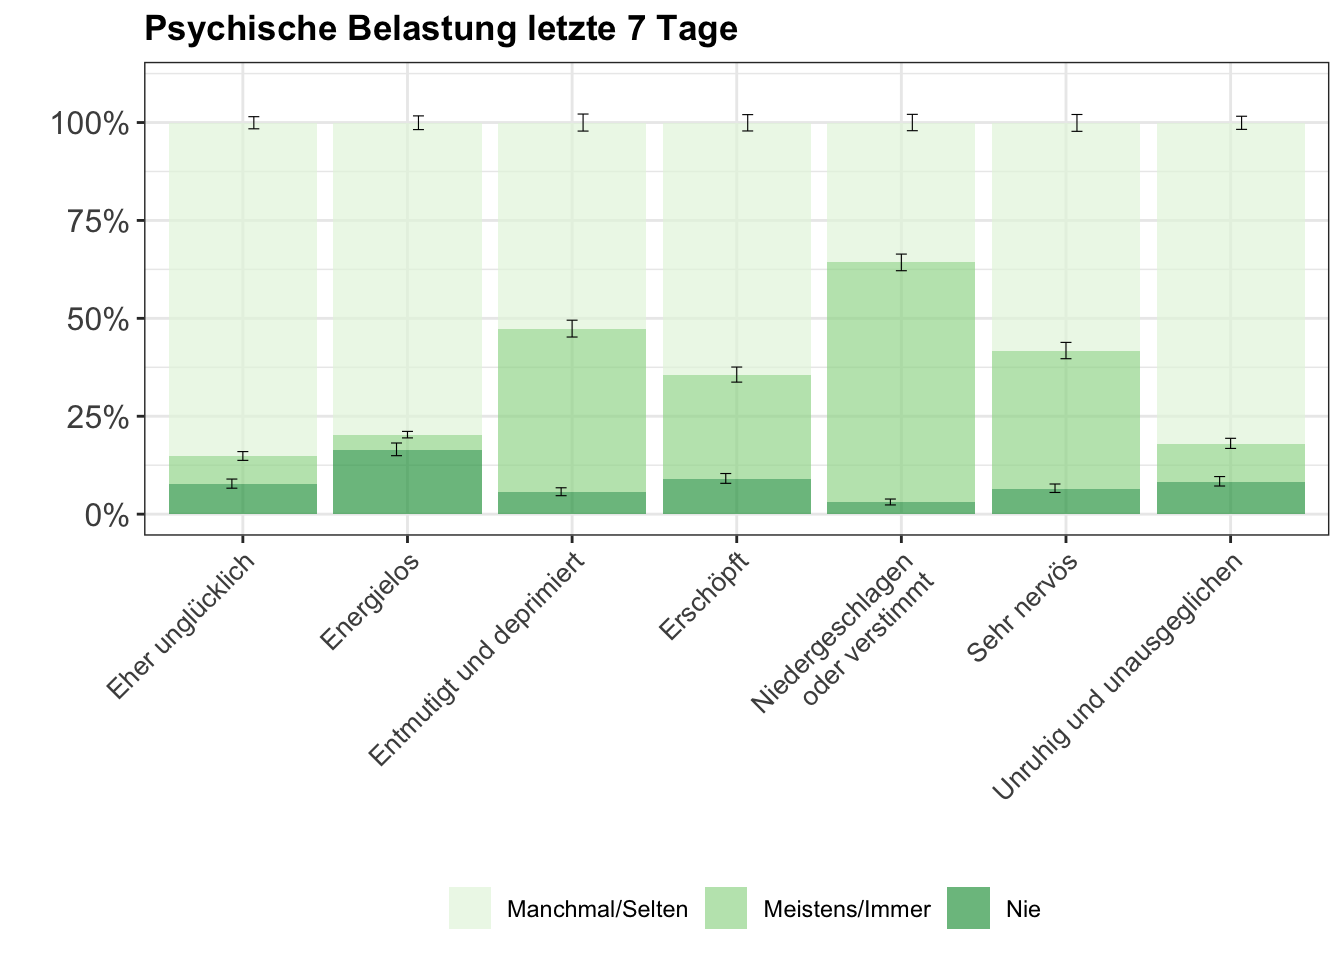 Psychische Belastung letzte 7 Tage
100%
75%
50%
25%
0%
Eher unglücklich
Energielos
Entmutigt und deprimiert
Erschöpft
Niedergeschlagen
oder verstimmt
Sehr nervös
Unruhig und unausgeglichen
Manchmal/Selten
Meistens/Immer
Nie